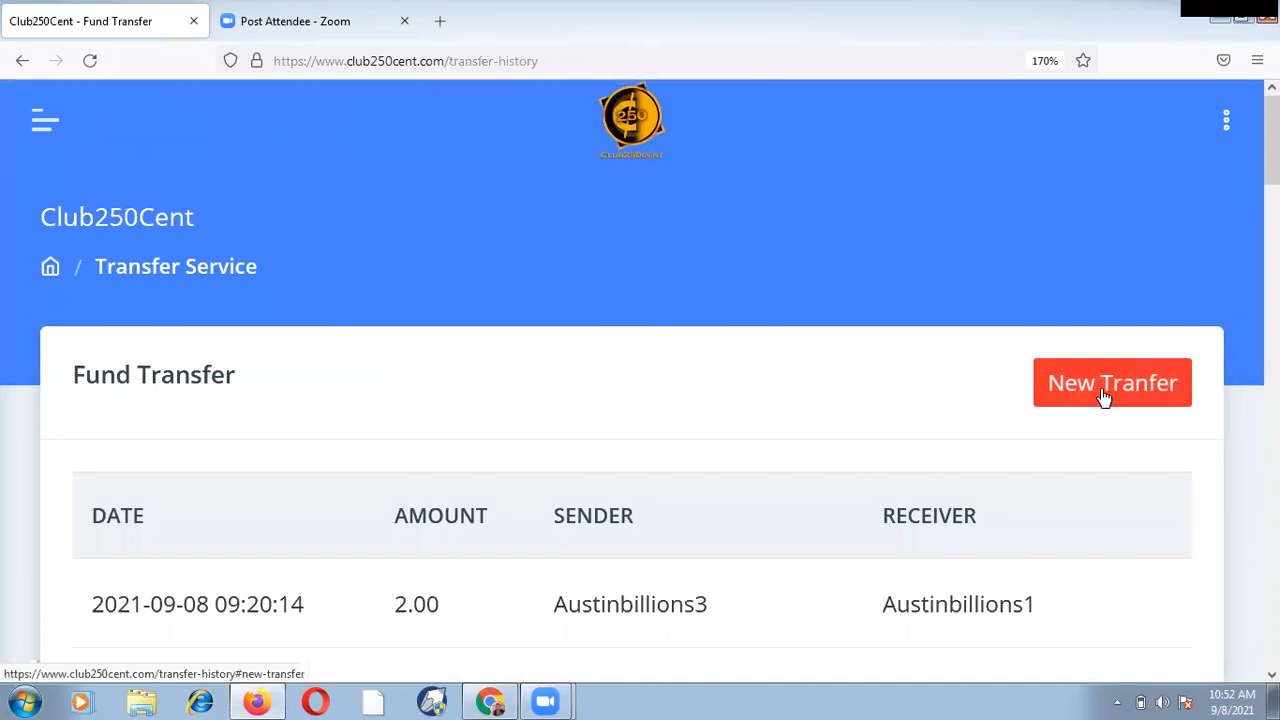 Club250Cent - Fund Transfer
Post Attendee - Zoom
https://www.club250cent.com/transfer-history
170%
250
CLUB250CENT
Club250Cent
/ Transfer Service
Fund Transfer
New Tranfer
DATE AMOUNT SENDER RECEIVER
2021-09-08 09:20:14 2.00 Austinbillions3 Austinbillions1
https://www.club250cent.com/transfer-history#new-transfer
10:52 AM
9/8/2021